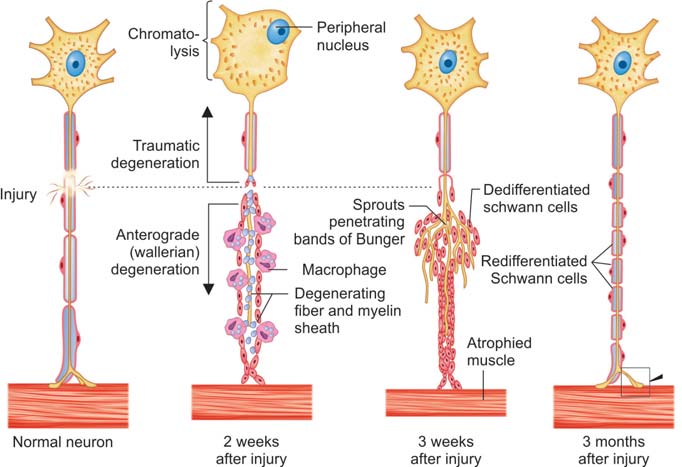 Chromato-
lysis
Peripheral
nucleus
Traumatic
degeneration
Injury
Anterograde
(wallerian)
degeneration
Macrophage
Degenerating
fiber and myelin
sheath
Sprouts
penetrating
bands of Bunger
Dedifferentiated
schwann cells
Redifferentiated
Schwann cells
Atrophied
muscle
Normal neuron
2 weeks
after injury
3 weeks
after injury
3 months
after injury